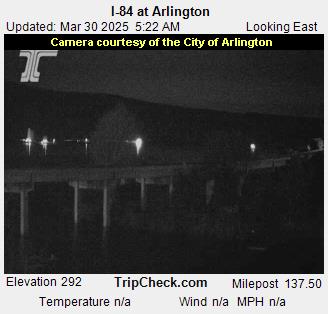 I-84 at Arlington
Updated: Mar 30 2025 5:22 AM Looking East
Camera courtesy of the City of Arlington
Elevation 292 TripCheck.com Milepost 137.50
Temperature n/a Wind n/a MPH n/a